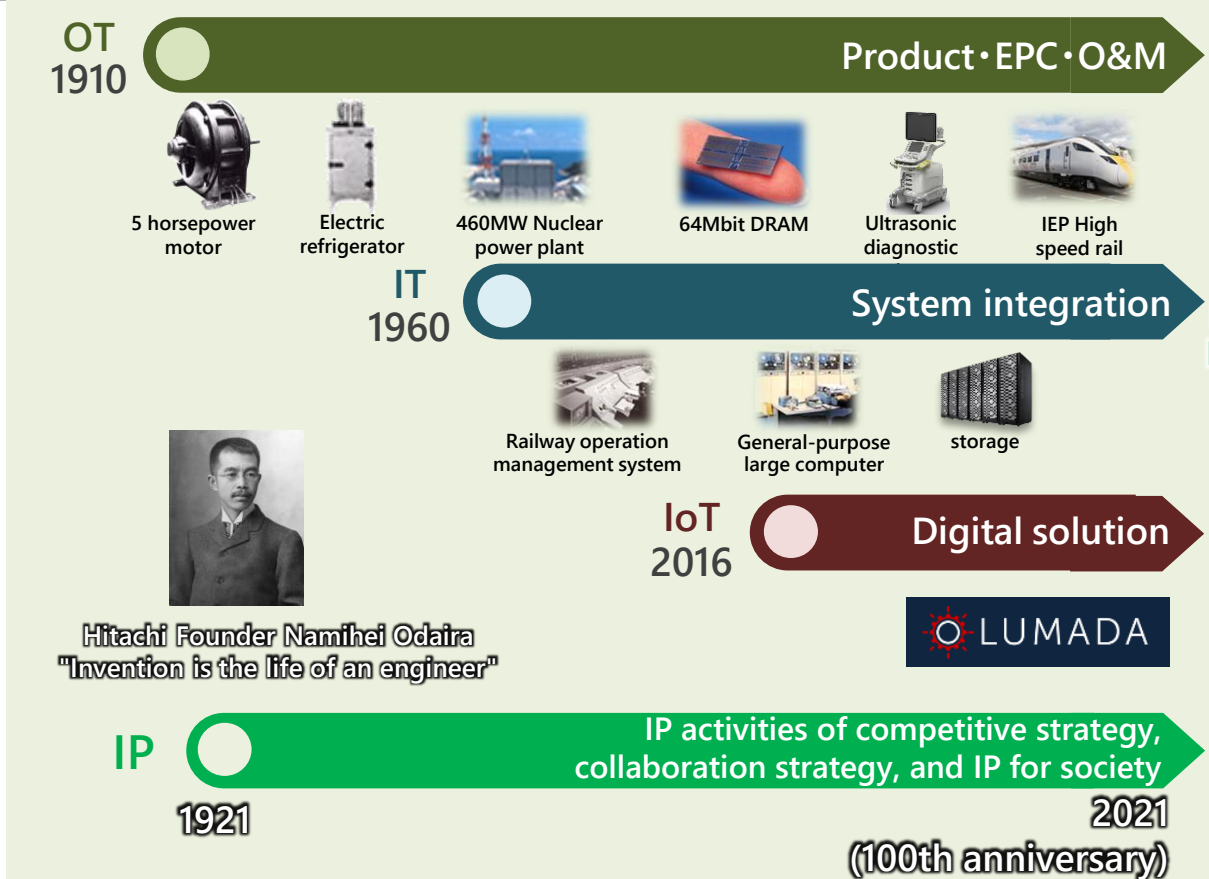 OT
1910
Product・EPC・O&M
5 horsepower
motor
Electric
refrigerator
460MW Nuclear
power plant
64Mbit DRAM
Ultrasonic
diagnostic
IEP High
speed rail
IT
1960
System integration
Railway operation
management system
General-purpose
large computer
storage
IoT
2016
Digital solution
LUMADA
Hitachi Founder Namihei Odaira
"Invention is the life of an engineer"
IP
IP activities of competitive strategy,
collaboration strategy, and IP for society
1921
2021
(100th anniversary)